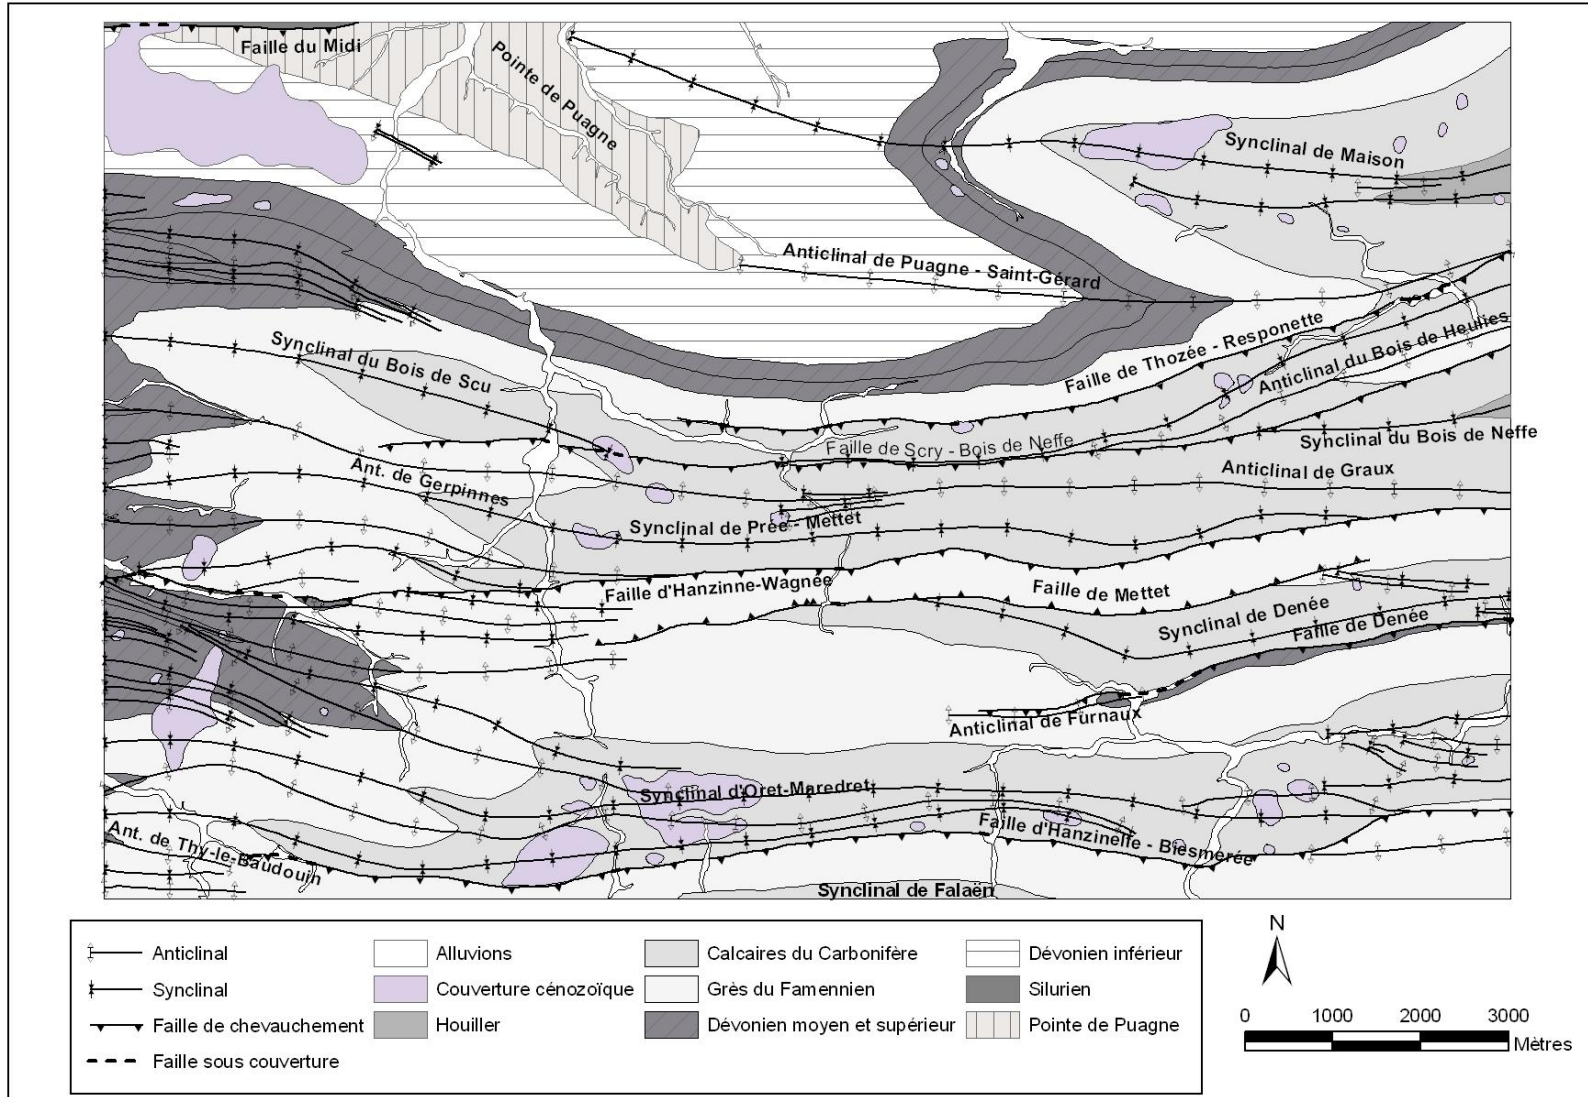 Faille du Midi
Pointe de Puagne
Synclinal de Maison
Anticlinal de Puagne - Saint-Gérard
Synclinal du Bois de Scu
Faille de Thozée - Responette
Anticlinal du Bois de Heulies
Faille de Scry - Bois de Neffe
Synclinal du Bois de Neffe
Ant. de Gerpinnes
Anticlinal de Graux
Synclinal de Prée - Mettet
Faille d'Hanzinne-Wagnée
Faille de Mettet
Synclinal de Denée
Faille de Denée
Anticlinal de Furnaux
Synclinal d'Oret-Maredret
Faille d'Hanzinelle - Biesmerée
Ant. de Thy-le-Baudouin
Synclinal de Falaën
Anticlinal
Synclinal
Faille de chevauchement
Faille sous couverture
Alluvions
Couverture cénozoïque
Houiller
Calcaires du Carbonifère
Grès du Famennien
Dévonien moyen et supérieur
Dévonien inférieur
Silurien
Pointe de Puagne
N
0 1000 2000 3000
Mètres